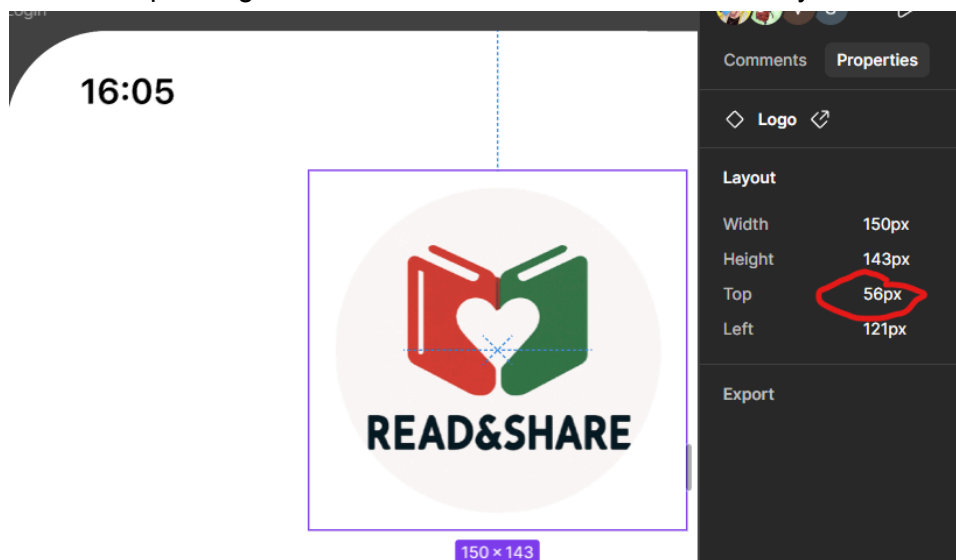 Login
16:05
Comments Properties
Logo
Layout
Width 150px
Height 143px
Top 56px
Left 121px
Export
READ&SHARE
150 × 143